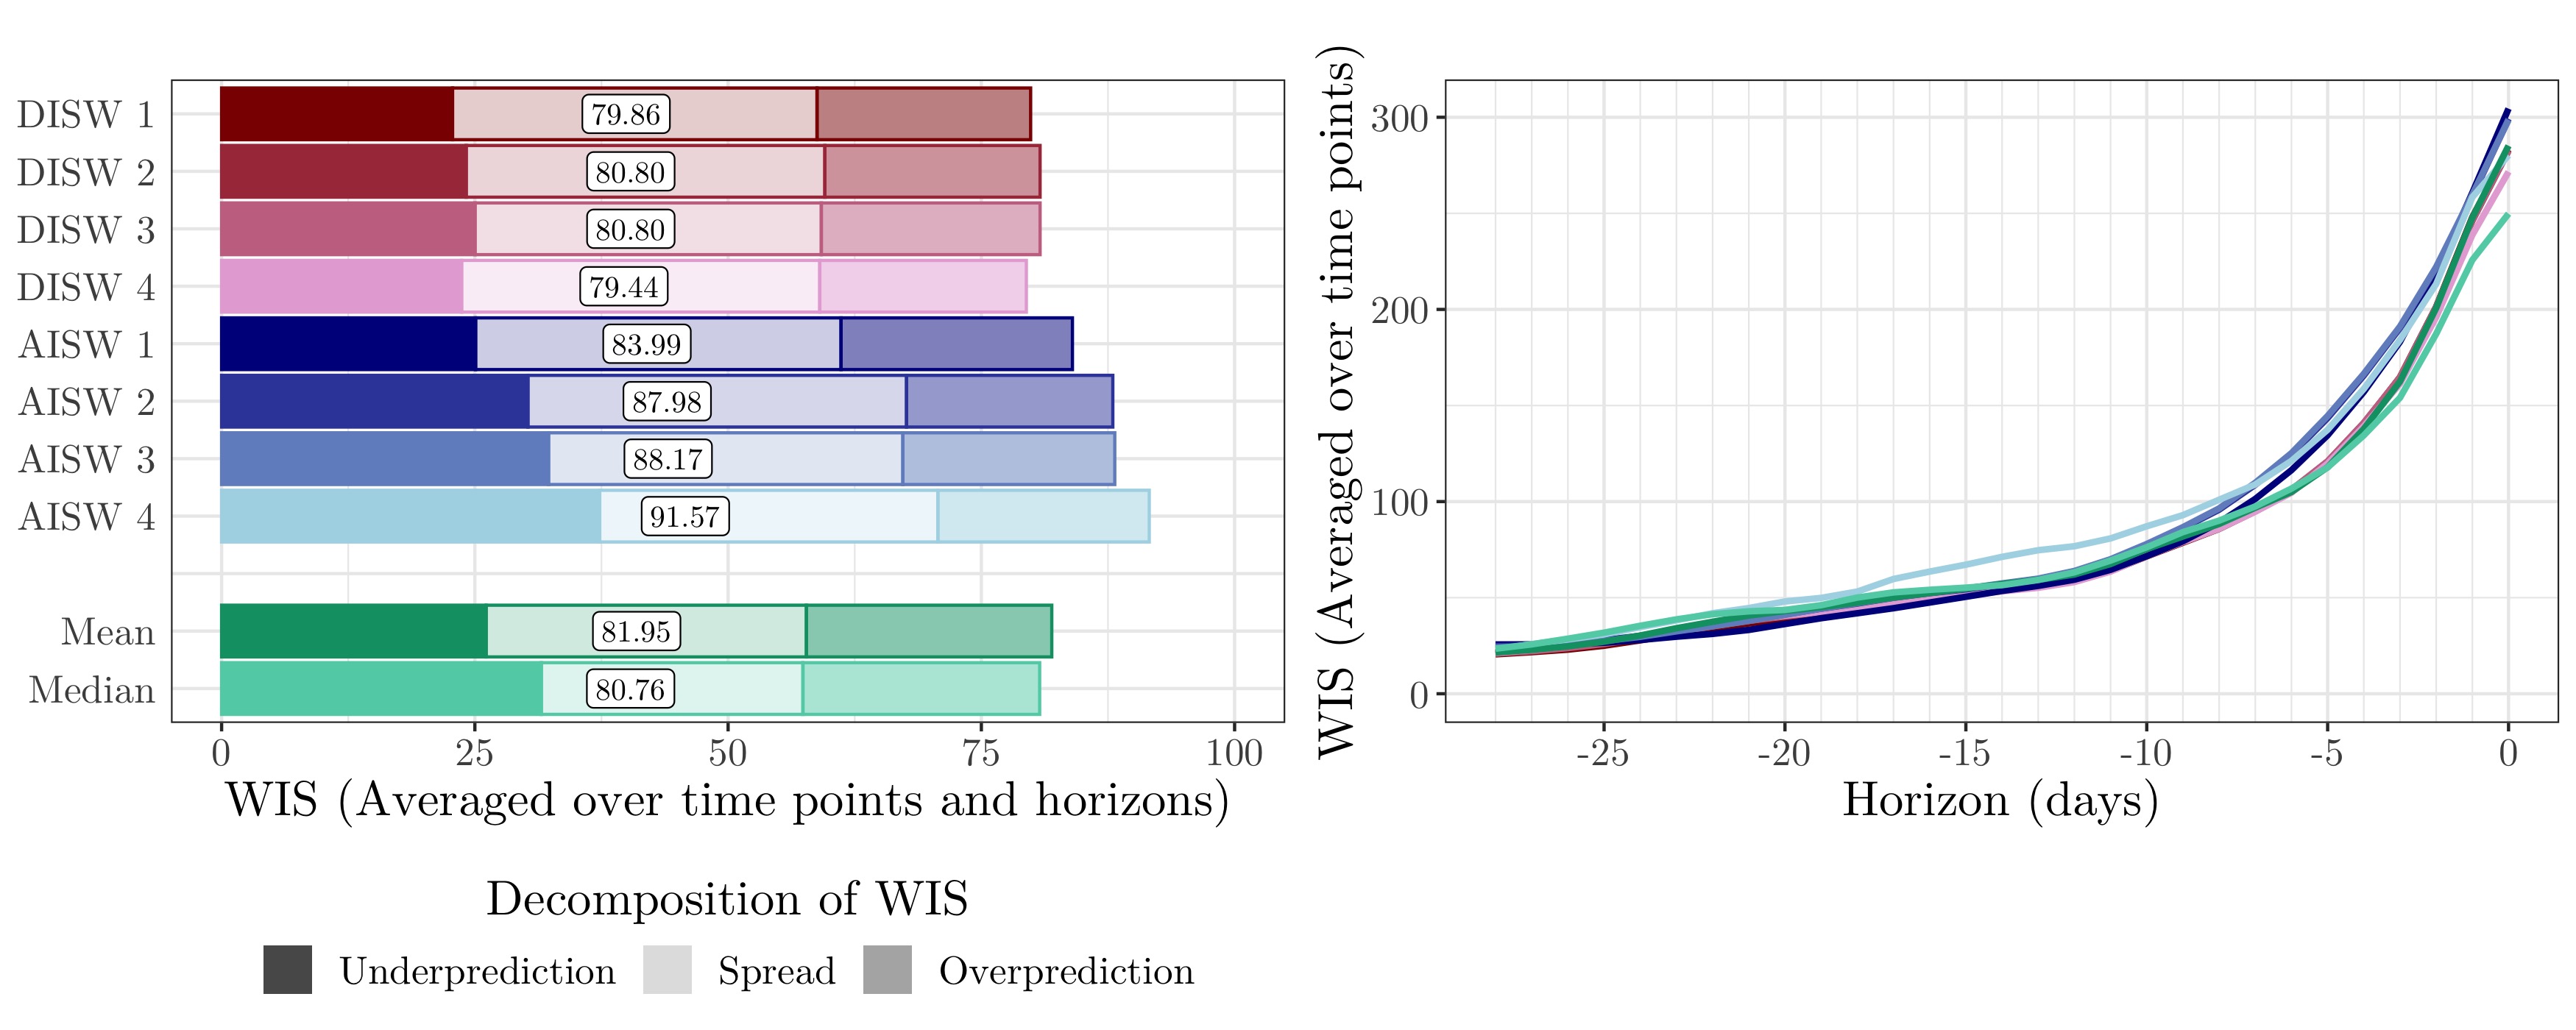 DISW 1
DISW 2
DISW 3
DISW 4
AISW 1
AISW 2
AISW 3
AISW 4
Mean
Median
79.86
80.80
80.80
79.44
83.99
87.98
88.17
91.57
81.95
80.76
0 25 50 75 100
WIS (Averaged over time points and horizons)
Decomposition of WIS
Underprediction Spread Overprediction
WIS (Averaged over time points)
300
200
100
0
-25 -20 -15 -10 -5 0
Horizon (days)